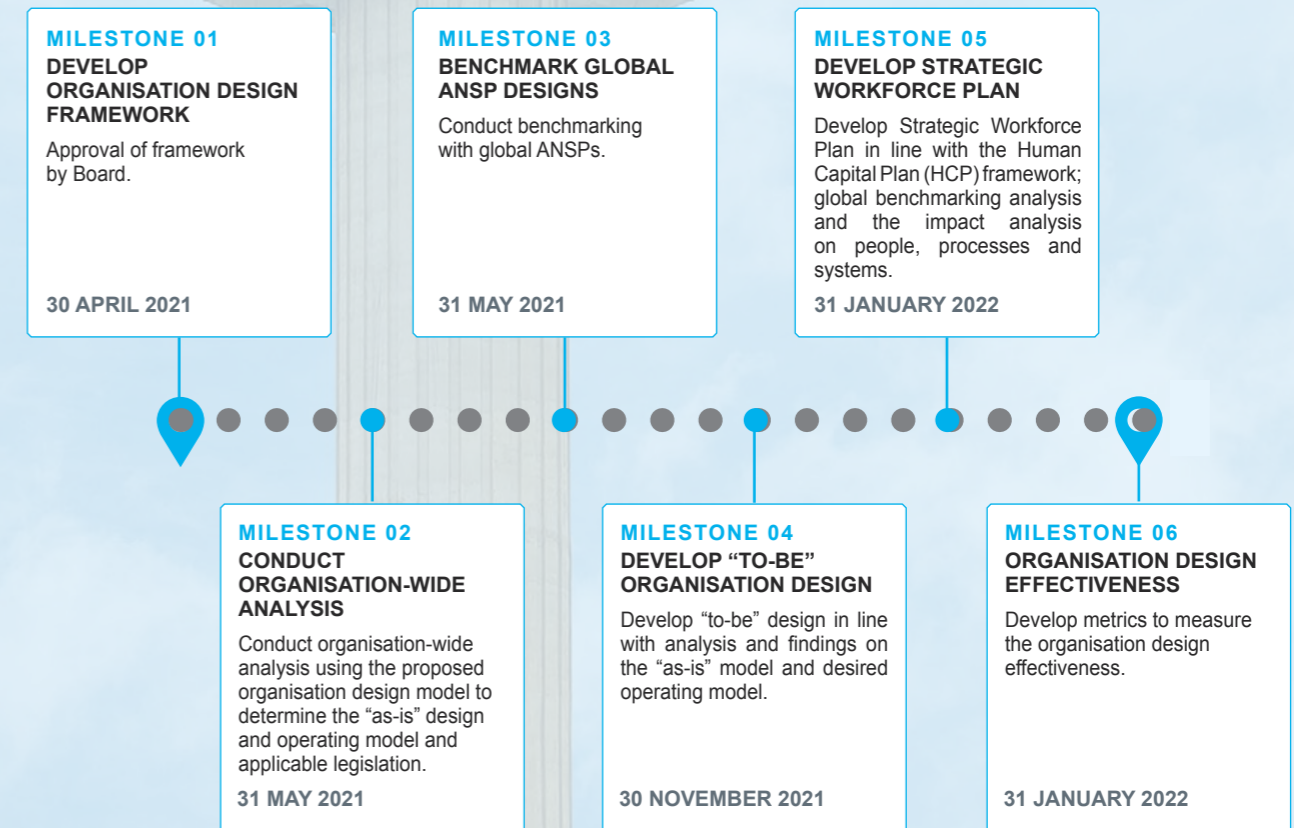 MILESTONE 01
DEVELOP
ORGANISATION DESIGN
FRAMEWORK
Approval of framework
by Board.
30 APRIL 2021
MILESTONE 02
CONDUCT
ORGANISATION-WIDE
ANALYSIS
Conduct organisation-wide
analysis using the proposed
organisation design model to
determine the “as-is” design
and operating model and
applicable legislation.
31 MAY 2021
MILESTONE 03
BENCHMARK GLOBAL
ANSP DESIGNS
Conduct benchmarking
with global ANSPs.
31 MAY 2021
MILESTONE 04
DEVELOP “TO-BE”
ORGANISATION DESIGN
Develop “to-be” design in line
with analysis and findings on
the “as-is” model and desired
operating model.
30 NOVEMBER 2021
MILESTONE 05
DEVELOP STRATEGIC
WORKFORCE PLAN
Develop Strategic Workforce
Plan in line with the Human
Capital Plan (HCP) framework;
global benchmarking analysis
and the impact analysis
on people, processes and
systems.
31 JANUARY 2022
MILESTONE 06
ORGANISATION DESIGN
EFFECTIVENESS
Develop metrics to measure
the organisation design
effectiveness.
31 JANUARY 2022